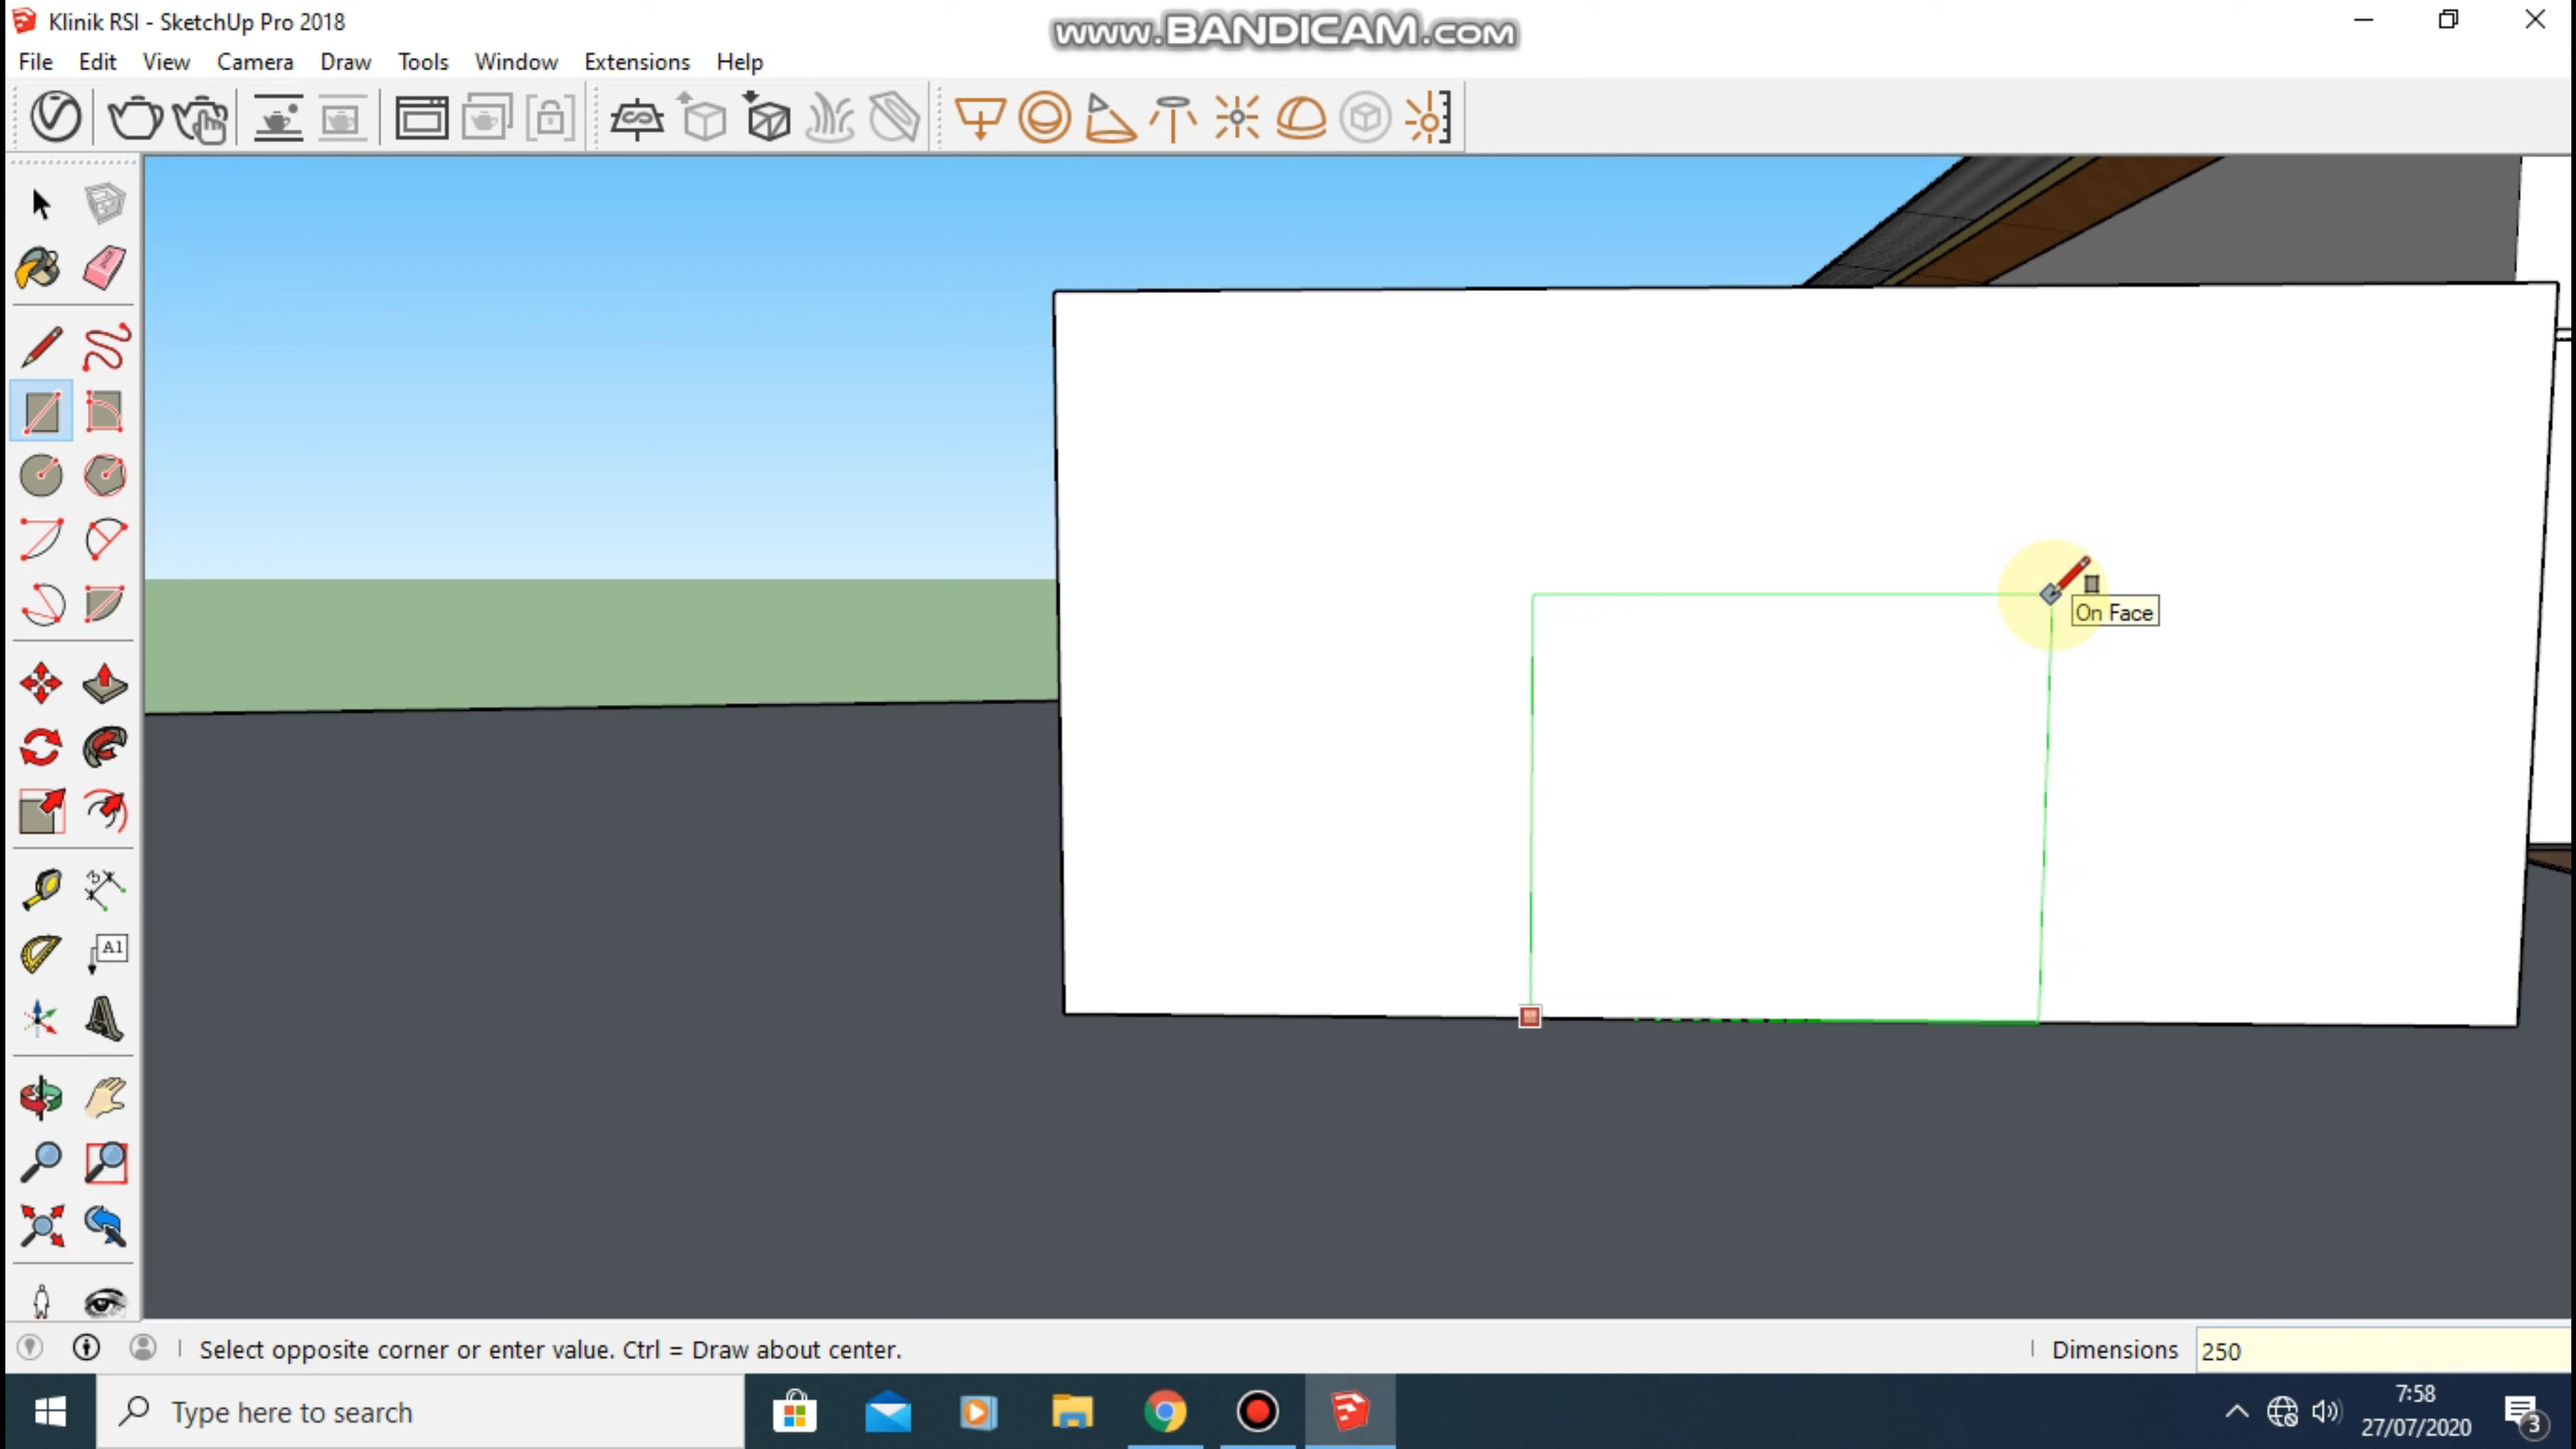 Klinik RSI - SketchUp Pro 2018
www.BANDICAM.com
File Edit View Camera Draw Tools Window Extensions Help
On Face
A1
Select opposite corner or enter value. Ctrl = Draw about center.
Dimensions 250
Type here to search
7:58
27/07/2020
3